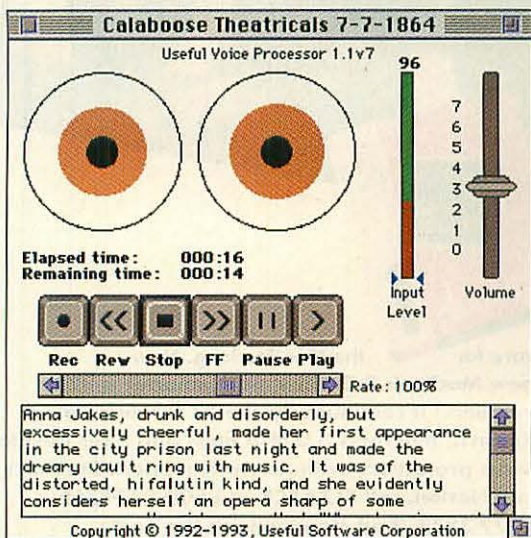 Calaboose Theatricals 7-7-1864
Useful Voice Processor 1.1v7
96
7
6
5
4
3
2
1
0
Input Level
Volume
Elapsed time: 000:16
Remaining time: 000:14
Rec Rew Stop FF Pause Play
Rate: 100%
Anna Jakes, drunk and disorderly, but
excessively cheerful, made her first appearance
in the city prison last night and made the
dreary vault ring with music. It was of the
distorted, hifalutin kind, and she evidently
considers herself an opera sharp of some
Copyright © 1992-1993, Useful Software Corporation